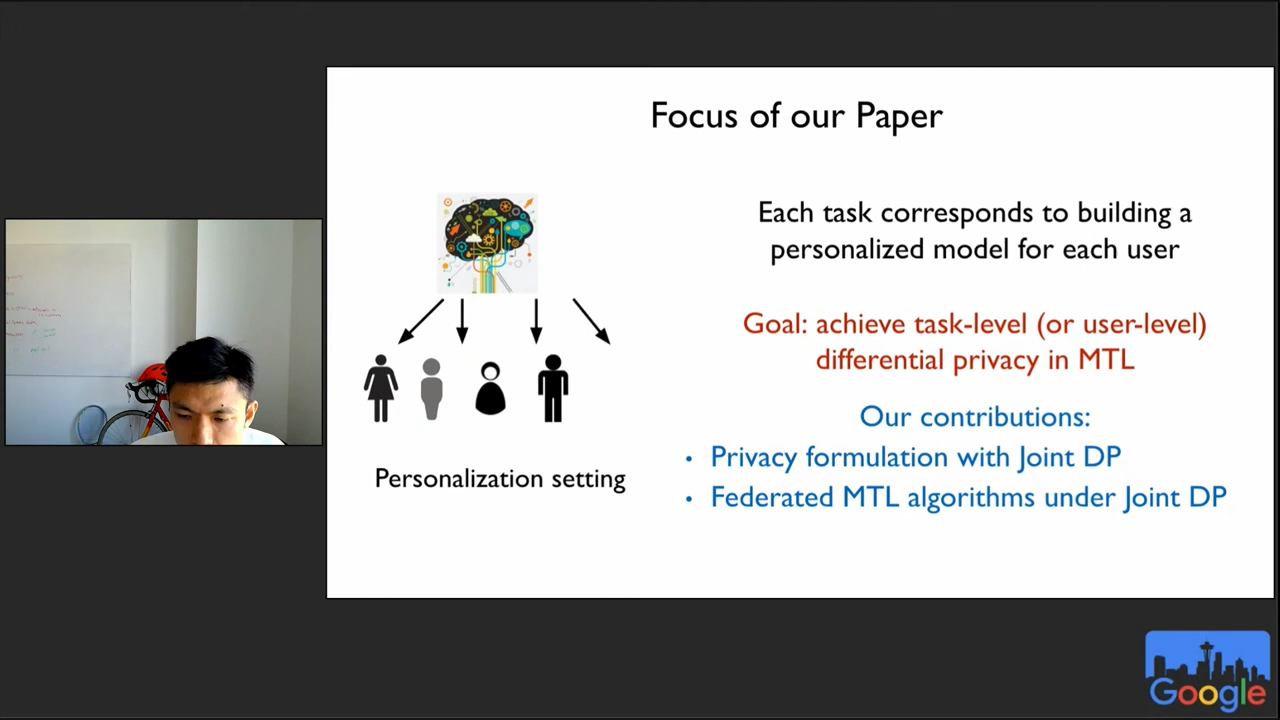 Focus of our Paper
Each task corresponds to building a
personalized model for each user
Goal: achieve task-level (or user-level)
differential privacy in MTL
Our contributions:
• Privacy formulation with Joint DP
• Federated MTL algorithms under Joint DP
Personalization setting
Google